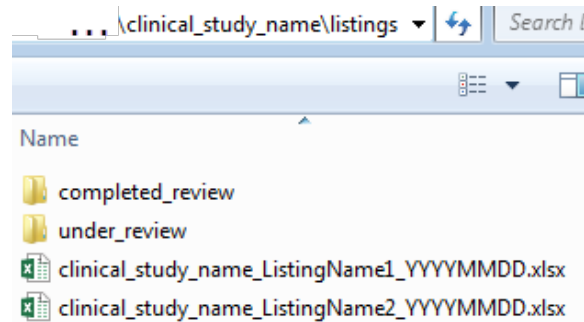 \clinical_study_name\listings
Search
Name
completed_review
under_review
clinical_study_name_ListingName1_YYYYMMDD.xlsx
clinical_study_name_ListingName2_YYYYMMDD.xlsx